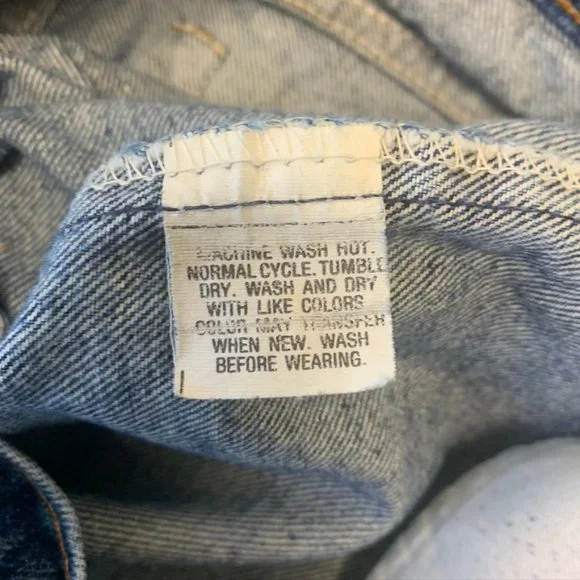 MACHINE WASH HOT.
NORMAL CYCLE. TUMBLE
DRY. WASH AND DRY
WITH LIKE COLORS
COLOR MAY TRANSFER
WHEN NEW. WASH
BEFORE WEARING.